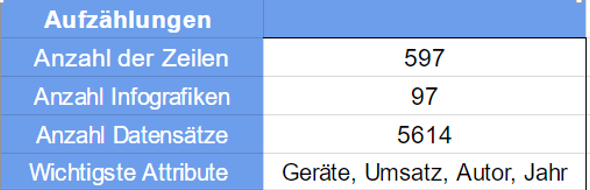 Aufzählungen
Anzahl der Zeilen 597
Anzahl Infografiken 97
Anzahl Datensätze 5614
Wichtigste Attribute Geräte, Umsatz, Autor, Jahr